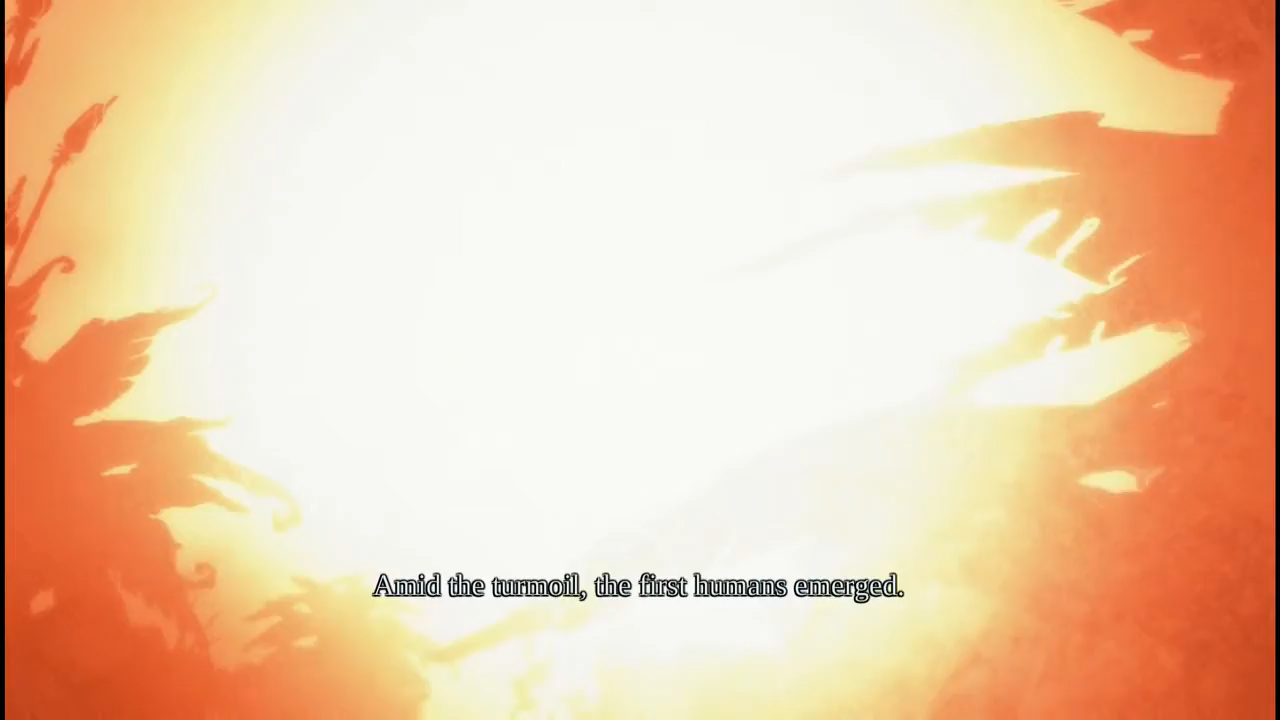 Amid the turmoil, the first humans emerged.